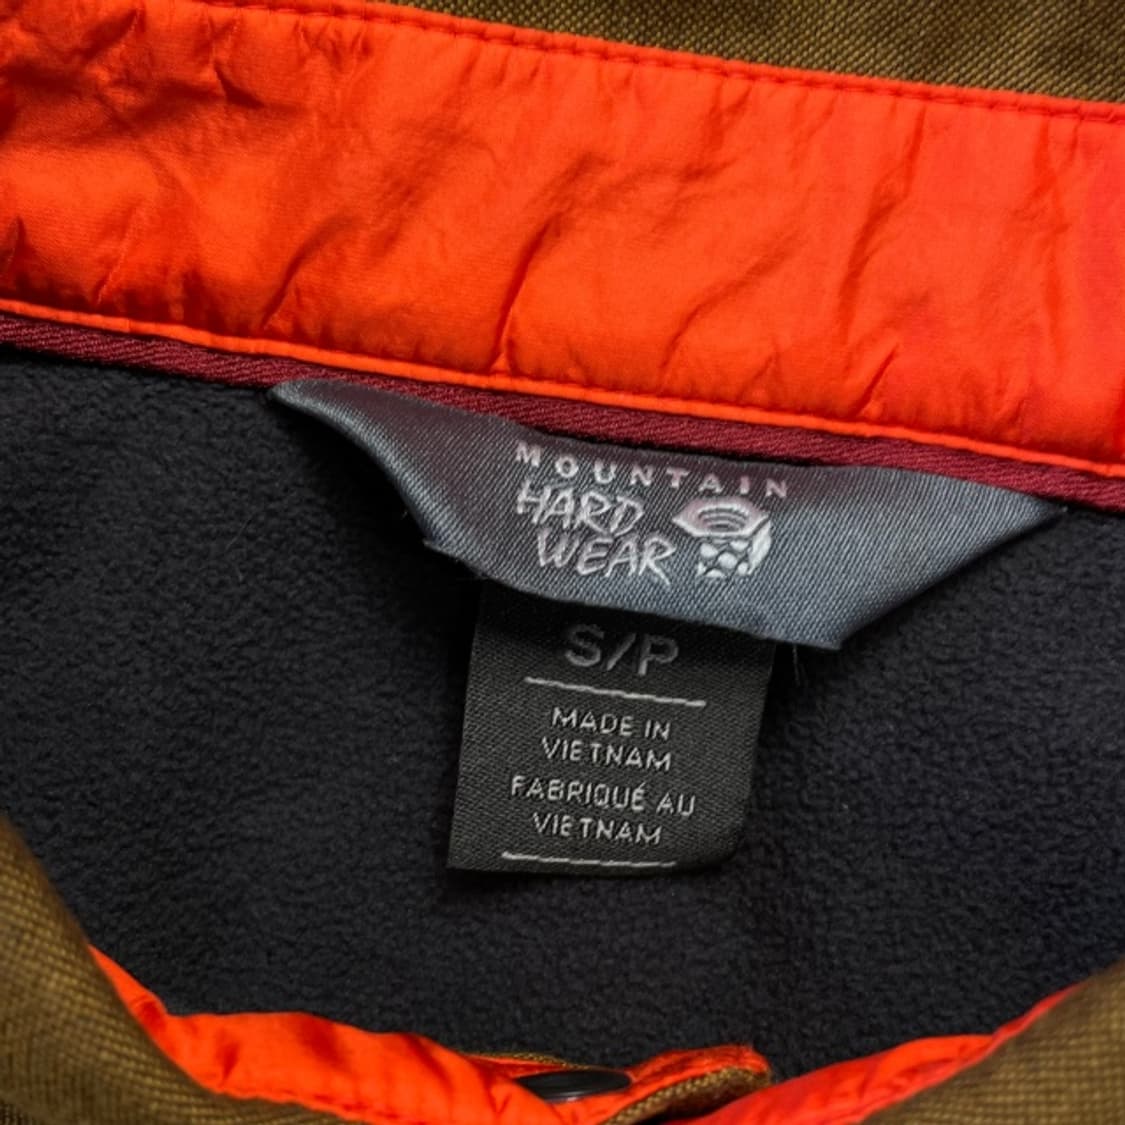 MOUNTAIN
HARD
WEAR
S/P
MADE IN
VIETNAM
FABRIQUÉ AU
VIETNAM